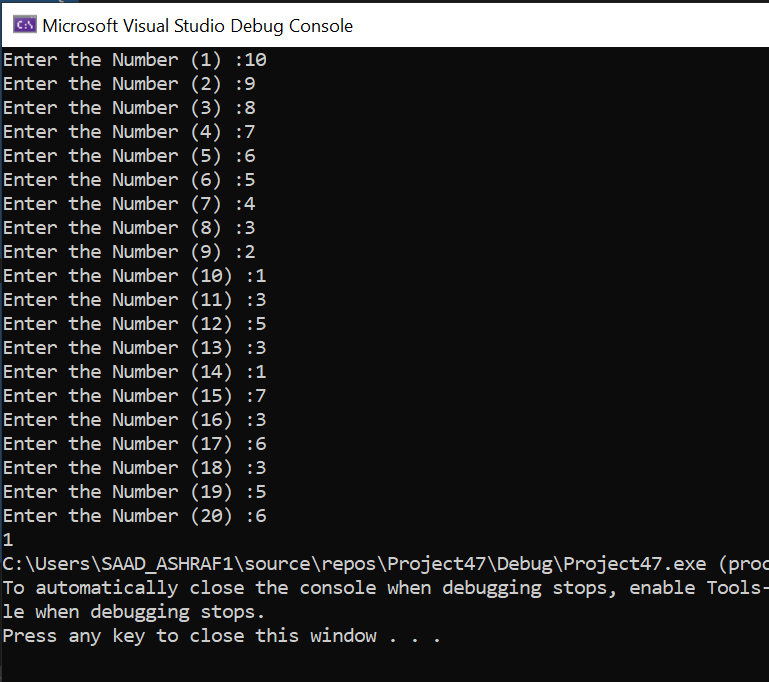 Microsoft Visual Studio Debug Console
Enter the Number (1) :10
Enter the Number (2) :9
Enter the Number (3) :8
Enter the Number (4) :7
Enter the Number (5) :6
Enter the Number (6) :5
Enter the Number (7) :4
Enter the Number (8) :3
Enter the Number (9) :2
Enter the Number (10) :1
Enter the Number (11) :3
Enter the Number (12) :5
Enter the Number (13) :3
Enter the Number (14) :1
Enter the Number (15) :7
Enter the Number (16) :3
Enter the Number (17) :6
Enter the Number (18) :3
Enter the Number (19) :5
Enter the Number (20) :6
1
C:\Users\SAAD_ASHRAF1\source\repos\Project47\Debug\Project47.exe (proc
To automatically close the console when debugging stops, enable Tools-
le when debugging stops.
Press any key to close this window . . .